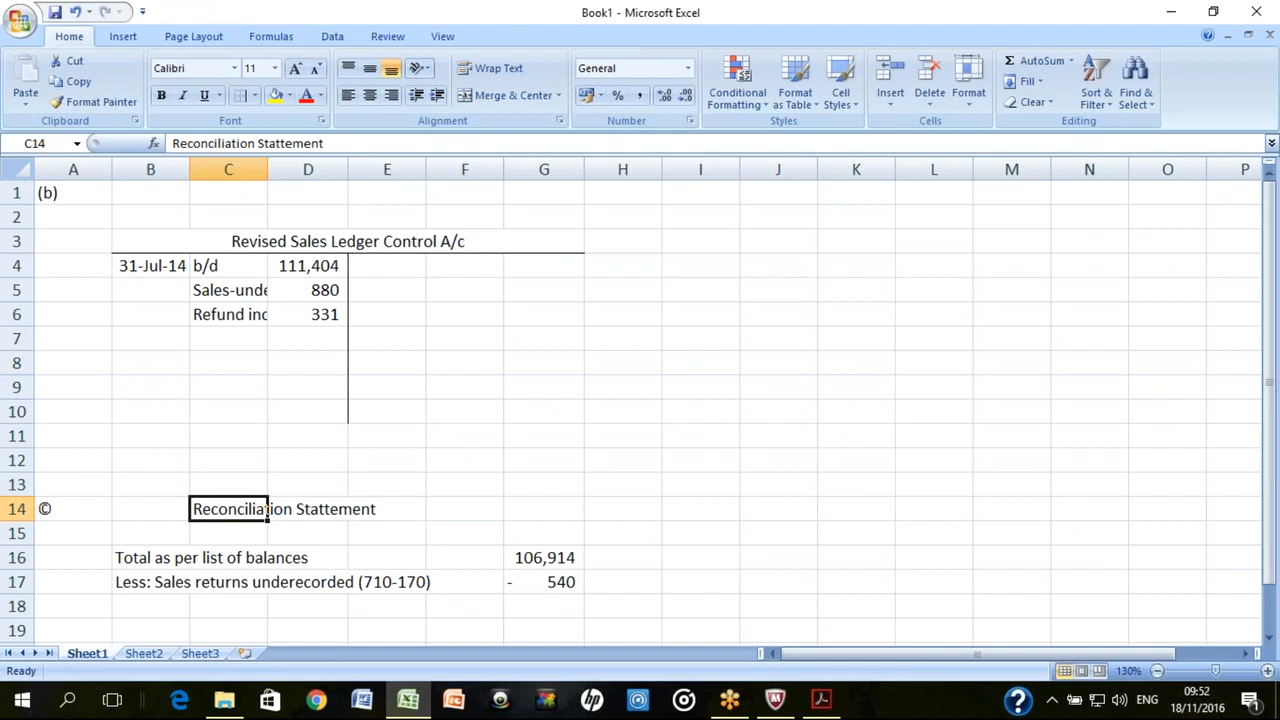 Book1 - Microsoft Excel
Home Insert Page Layout Formulas Data Review View
Paste
Cut
Copy
Format Painter
Clipboard
Calibri 11
B I U
Font
Wrap Text
Merge & Center
Alignment
General
% ,
Number
Conditional Formatting
Format as Table
Cell Styles
Styles
Insert Delete Format
Cells
AutoSum
Fill
Clear
Sort & Filter
Find & Select
Editing
C14 fx Reconciliation Stattement
A B C D E F G H I J K L M N O P
1 (b)
2
3 Revised Sales Ledger Control A/c
4 31-Jul-14 b/d 111,404
5 Sales-unde 880
6 Refund inc 331
7
8
9
10
11
12
13
14 © Reconciliation Stattement
15
16 Total as per list of balances 106,914
17 Less: Sales returns underecorded (710-170) - 540
18
19
Sheet1 Sheet2 Sheet3
Ready 130%
ENG 09:52
18/11/2016